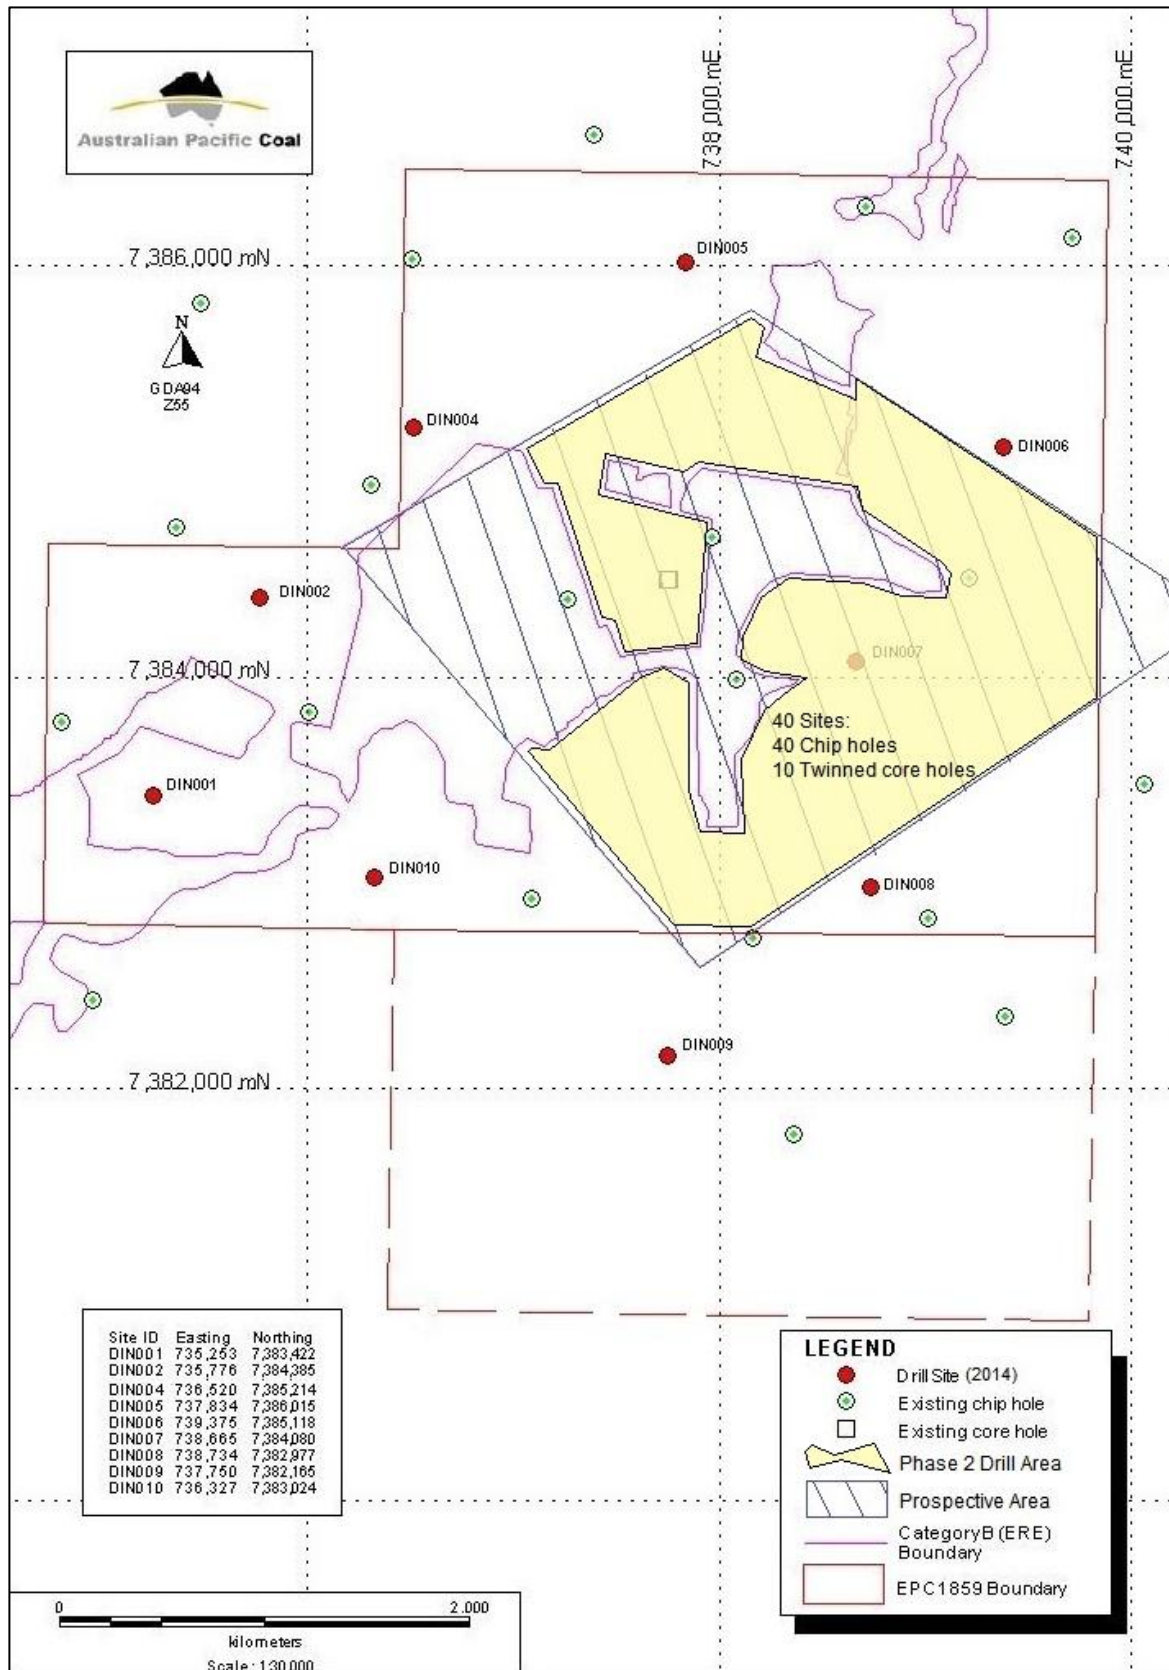 738,000.mE
740,000.mE
Australian Pacific Coal
7,386,000.mN
DIN005
N
GDA94
Z55
DIN004
DIN006
DIN002
7,384,000.mN
DIN007
40 Sites:
40 Chip holes
10 Twinned core holes
DIN001
DIN010
DIN008
DIN009
7,382,000.mN
Site ID Easting Northing
DIN001 735,253 7,383,422
DIN002 735,776 7,384,385
DIN004 736,520 7,385,214
DIN005 737,834 7,386,015
DIN006 739,375 7,385,118
DIN007 738,665 7,384,080
DIN008 738,734 7,382,977
DIN009 737,750 7,382,165
DIN010 736,327 7,383,024
LEGEND
Drill Site (2014)
Existing chip hole
Existing core hole
Phase 2 Drill Area
Prospective Area
Category B (ERE)
Boundary
EPC1859 Boundary
0 2.000
kilometers
Scale : 1:30,000